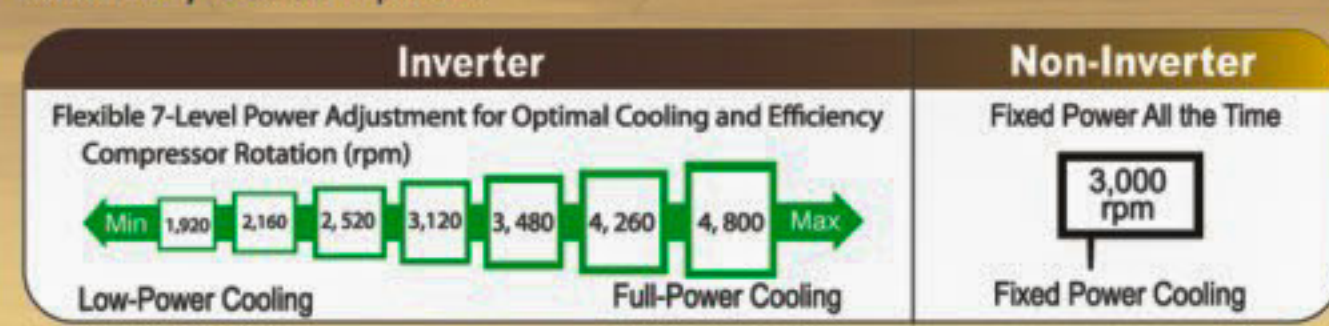 Inverter
Flexible 7-Level Power Adjustment for Optimal Cooling and Efficiency
Compressor Rotation (rpm)
Min 1,920 2,160 2, 520 3,120 3, 480 4, 260 4, 800 Max
Low-Power Cooling
Full-Power Cooling
Non-Inverter
Fixed Power All the Time
3,000
rpm
Fixed Power Cooling